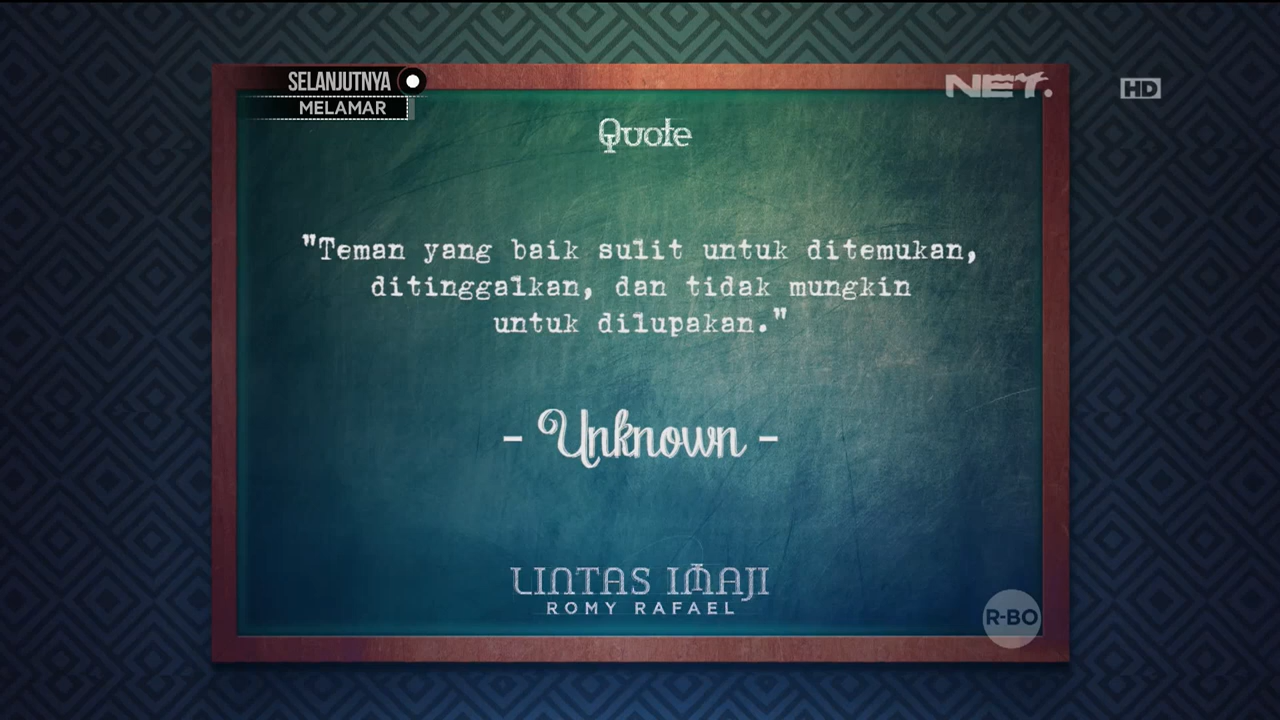 SELANJUTNYA
MELAMAR
NET.
HD
Quote
"Teman yang baik sulit untuk ditemukan,
ditinggalkan, dan tidak mungkin
untuk dilupakan."
- Unknown -
LINTAS IMAJI
ROMY RAFAEL
R-BO